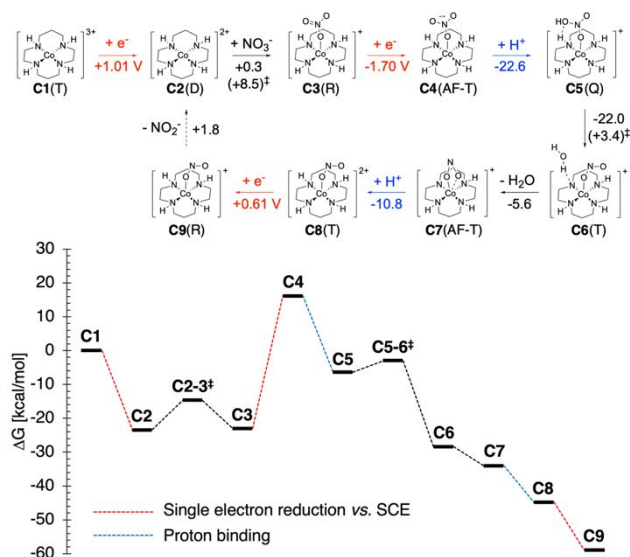 3+
+ e-
+1.01 V
C1(T)
2+
+ NO3-
+0.3
(+8.5)‡
C2(D)
+
+ e-
-1.70 V
C3(R)
+ H+
-22.6
C4(AF-T)
+
C5(Q)
- NO2-
+1.8
-22.0
(+3.4)‡
+
+ e-
+0.61 V
C9(R)
2+
+ H+
-10.8
C8(T)
+
- H2O
-5.6
C7(AF-T)
+
C6(T)
30
20
10
0
-10
-20
-30
-40
-50
-60
ΔG [kcal/mol]
C1
C2
C2-3‡
C3
C4
C5
C5-6‡
C6
C7
C8
C9
Single electron reduction vs. SCE
Proton binding